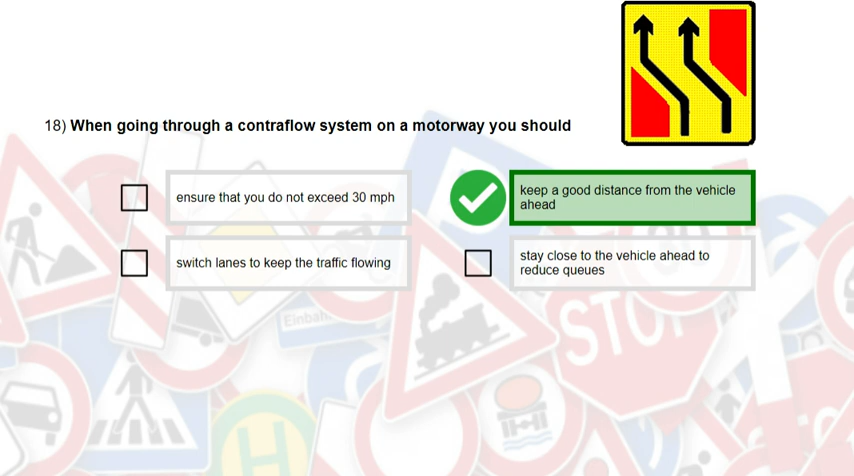 18) When going through a contraflow system on a motorway you should
ensure that you do not exceed 30 mph
keep a good distance from the vehicle
ahead
switch lanes to keep the traffic flowing
stay close to the vehicle ahead to
reduce queues
STOP
H